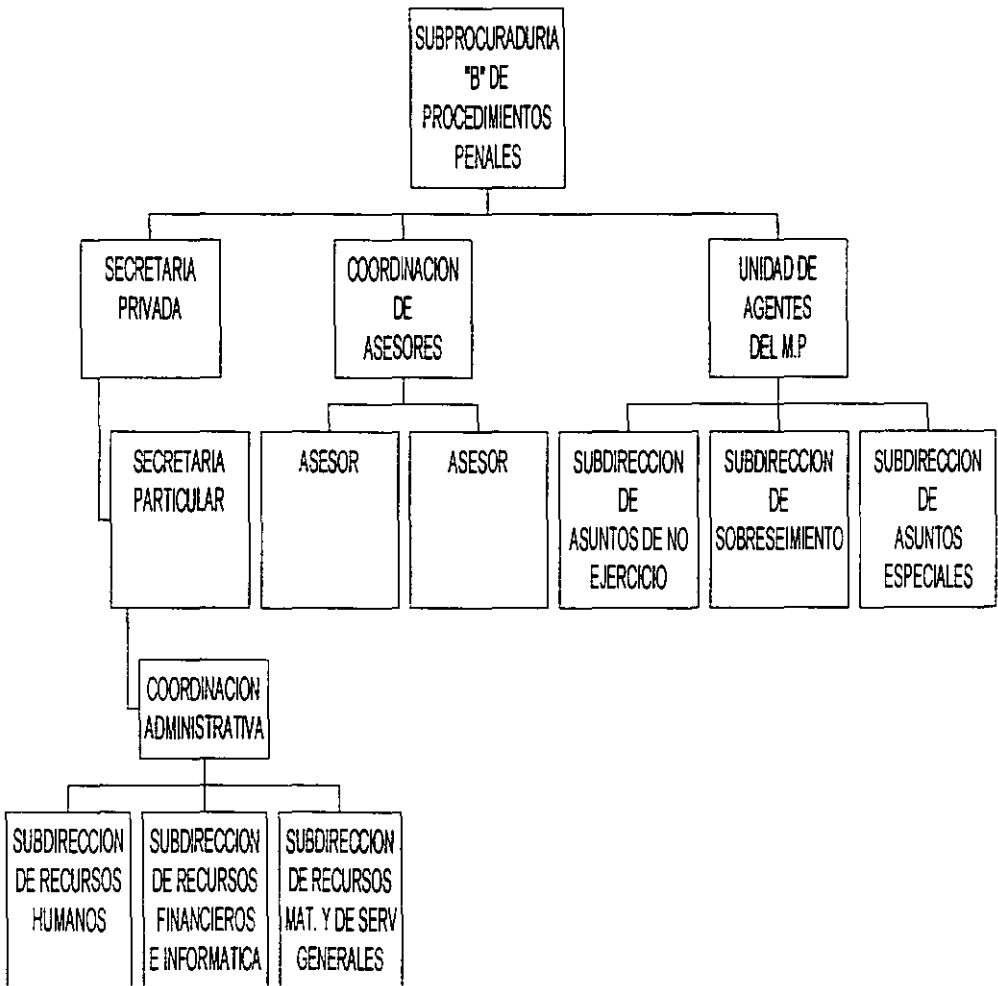 SUBPROCURADURIA
"B" DE
PROCEDIMIENTOS
PENALES
SECRETARIA
PRIVADA
COORDINACION
DE
ASESORES
UNIDAD DE
AGENTES
DEL M.P
SECRETARIA
PARTICULAR
ASESOR
ASESOR
SUBDIRECCION
DE
ASUNTOS DE NO
EJERCICIO
SUBDIRECCION
DE
SOBRESEIMIENTO
SUBDIRECCION
DE
ASUNTOS
ESPECIALES
COORDINACION
ADMINISTRATIVA
SUBDIRECCION
DE RECURSOS
HUMANOS
SUBDIRECCION
DE RECURSOS
FINANCIEROS
E INFORMATICA
SUBDIRECCION
DE RECURSOS
MAT. Y DE SERV
GENERALES